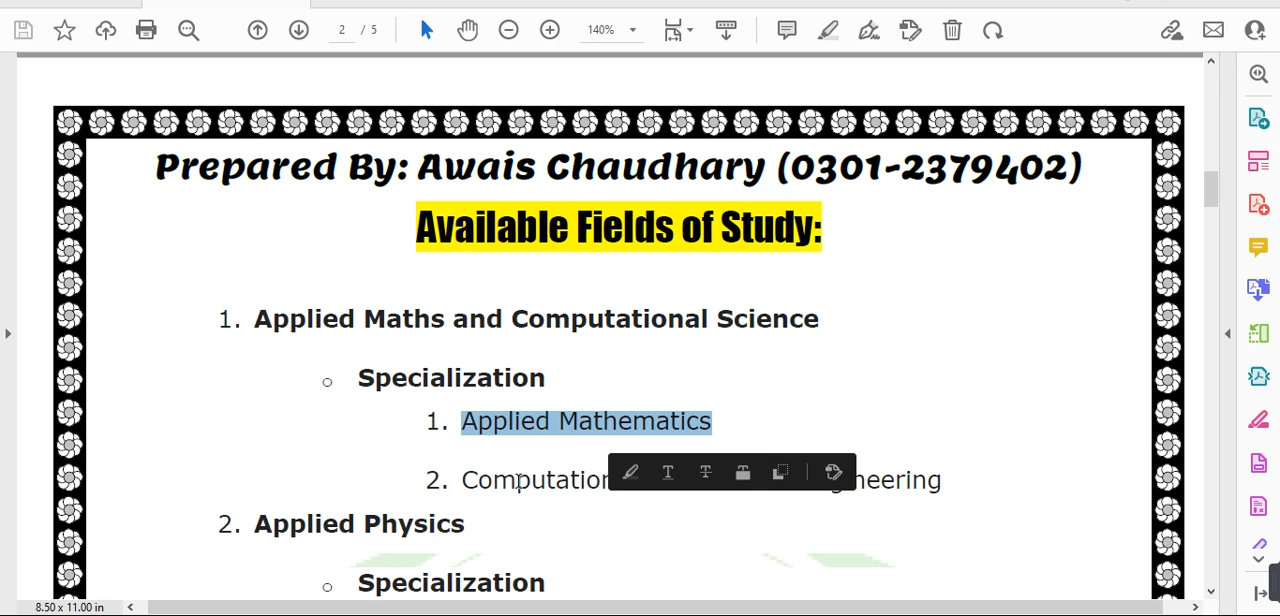 2 / 5
140%
Prepared By: Awais Chaudhary (0301-2379402)
Available Fields of Study:
1. Applied Maths and Computational Science
o Specialization
1. Applied Mathematics
2. Computation neering
2. Applied Physics
o Specialization
8.50 x 11.00 in